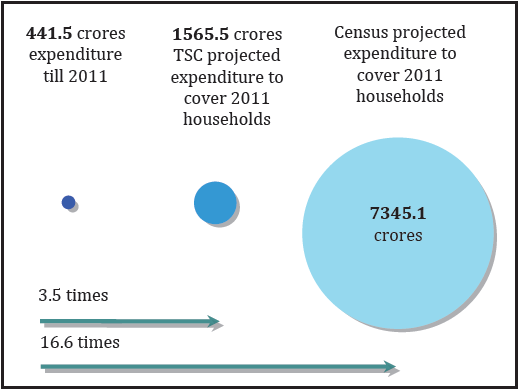 441.5 crores
expenditure
till 2011
1565.5 crores
TSC projected
expenditure to
cover 2011
households
Census projected
expenditure to
cover 2011
households
7345.1
crores
3.5 times
16.6 times